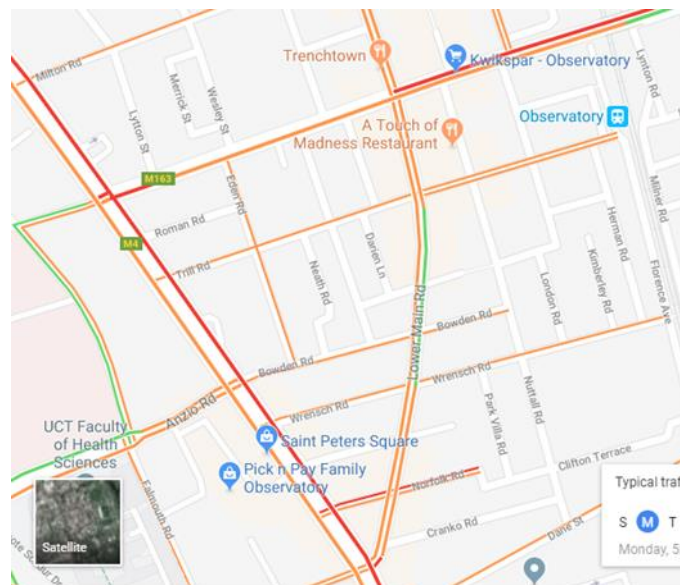 Trenchtown
Kwikspar - Observatory
Milton Rd
Merrick St
Wesley St
Lytton St
Lynton Rd
Observatory
A Touch of
Madness Restaurant
M163
Eden Rd
Milner Rd
Roman Rd
M4
Darien Ln
Herman Rd
Trill Rd
Neath Rd
Kimberley Rd
London Rd
Florence Ave
Lower Main Rd
Bowden Rd
Bowden Rd
Wrensch Rd
Anzio Rd
Wrensch Rd
Nuttall Rd
Park Villa Rd
UCT Faculty
of Health
Sciences
Saint Peters Square
Pick n Pay Family
Observatory
Norfolk Rd
Clifton Terrace
Falmouth Rd
Cranko Rd
Dane St
Satellite
Typical traf
S M T
Monday, 5